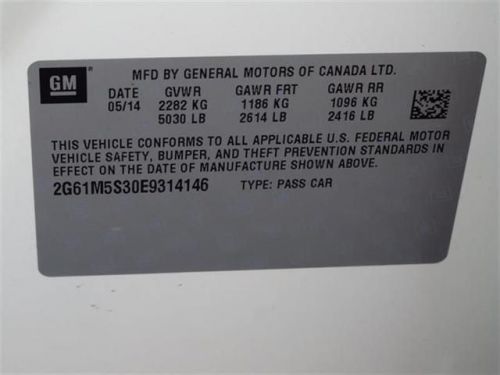 GM
MFD BY GENERAL MOTORS OF CANADA LTD.
DATE GVWR GAWR FRT GAWR RR
05/14 2282 KG 1186 KG 1096 KG
5030 LB 2614 LB 2416 LB
THIS VEHICLE CONFORMS TO ALL APPLICABLE U.S. FEDERAL MOTOR
VEHICLE SAFETY, BUMPER, AND THEFT PREVENTION STANDARDS IN
EFFECT ON THE DATE OF MANUFACTURE SHOWN ABOVE.
2G61M5S30E9314146 TYPE: PASS CAR